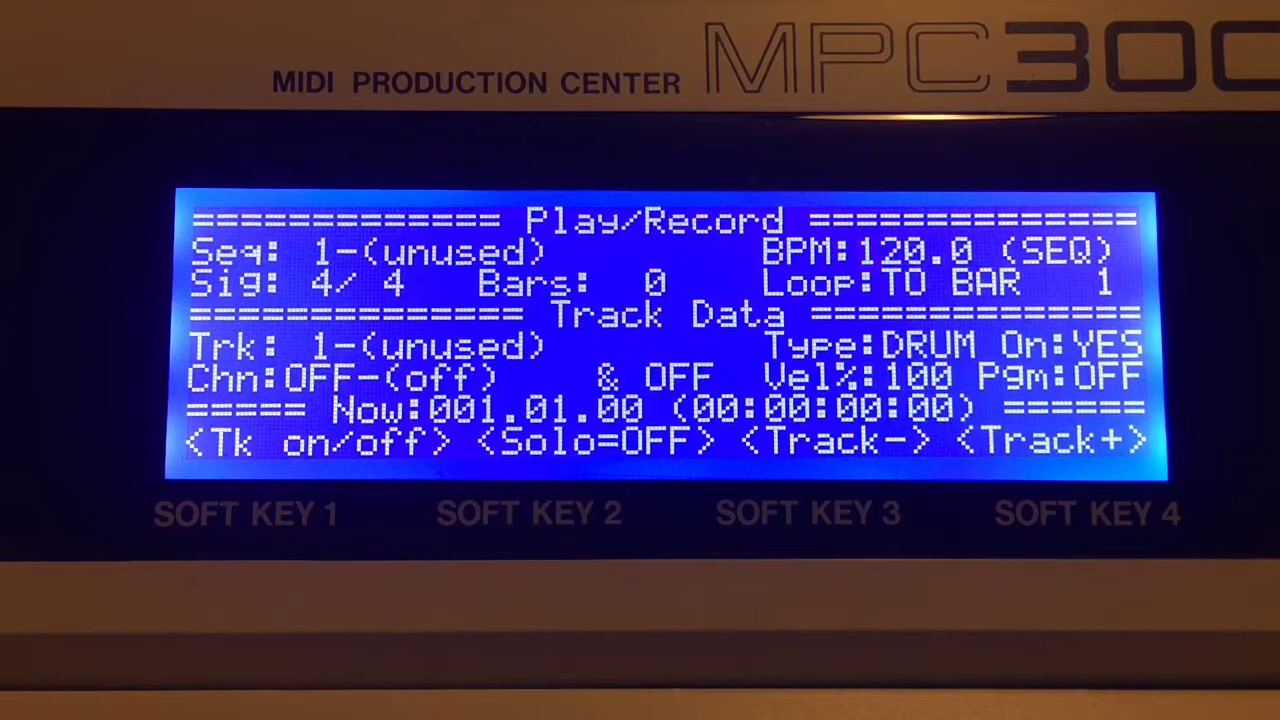 MIDI PRODUCTION CENTER MPC300
============= Play/Record ==============
Seq: 1-(unused) BPM:120.0 (SEQ)
Sig: 4/ 4 Bars: 0 Loop:TO BAR 1
============== Track Data ==============
Trk: 1-(unused) Type:DRUM On:YES
Chn:OFF-(off) & OFF Vel%:100 Pgm:OFF
===== Now:001.01.00 (00:00:00:00) ======
<Tk on/off> <Solo=OFF> <Track-> <Track+>
SOFT KEY 1 SOFT KEY 2 SOFT KEY 3 SOFT KEY 4